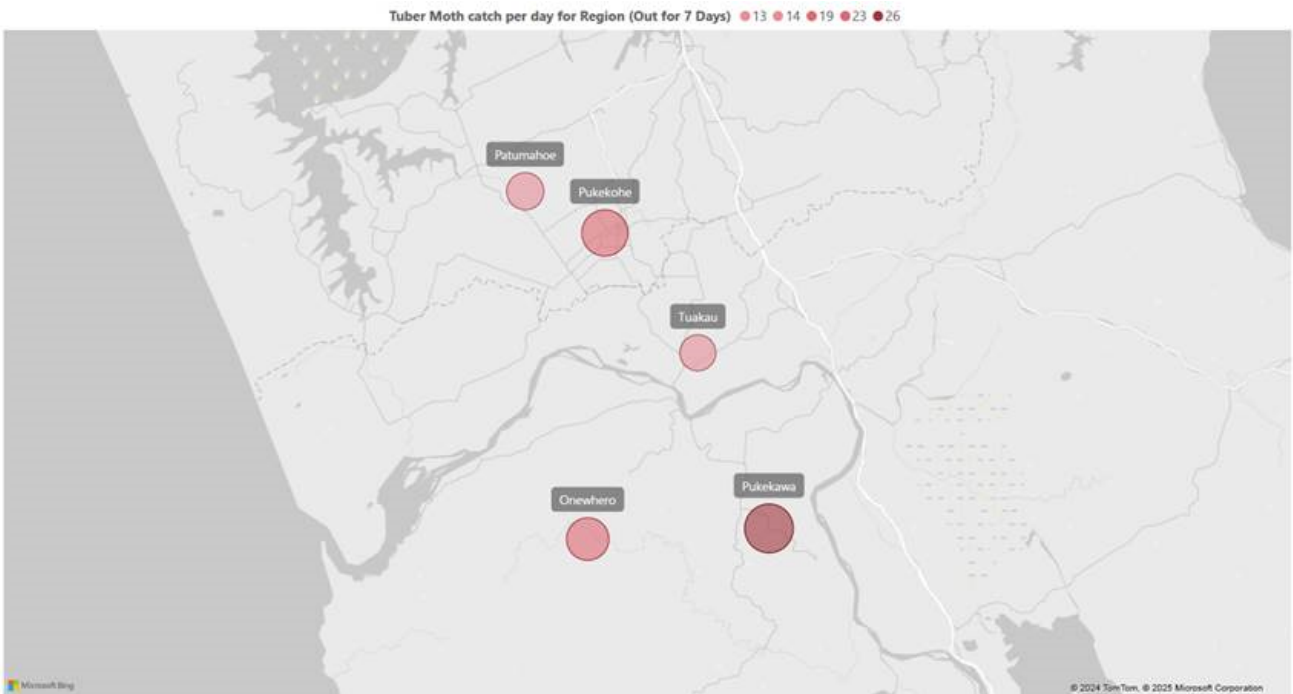 Tuber Moth catch per day for Region (Out for 7 Days) 13 14 19 23 26
Patumahoe
Pukekohe
Tuakau
Onewhero
Pukekawa
Microsoft Bing
© 2024 TomTom, © 2025 Microsoft Corporation